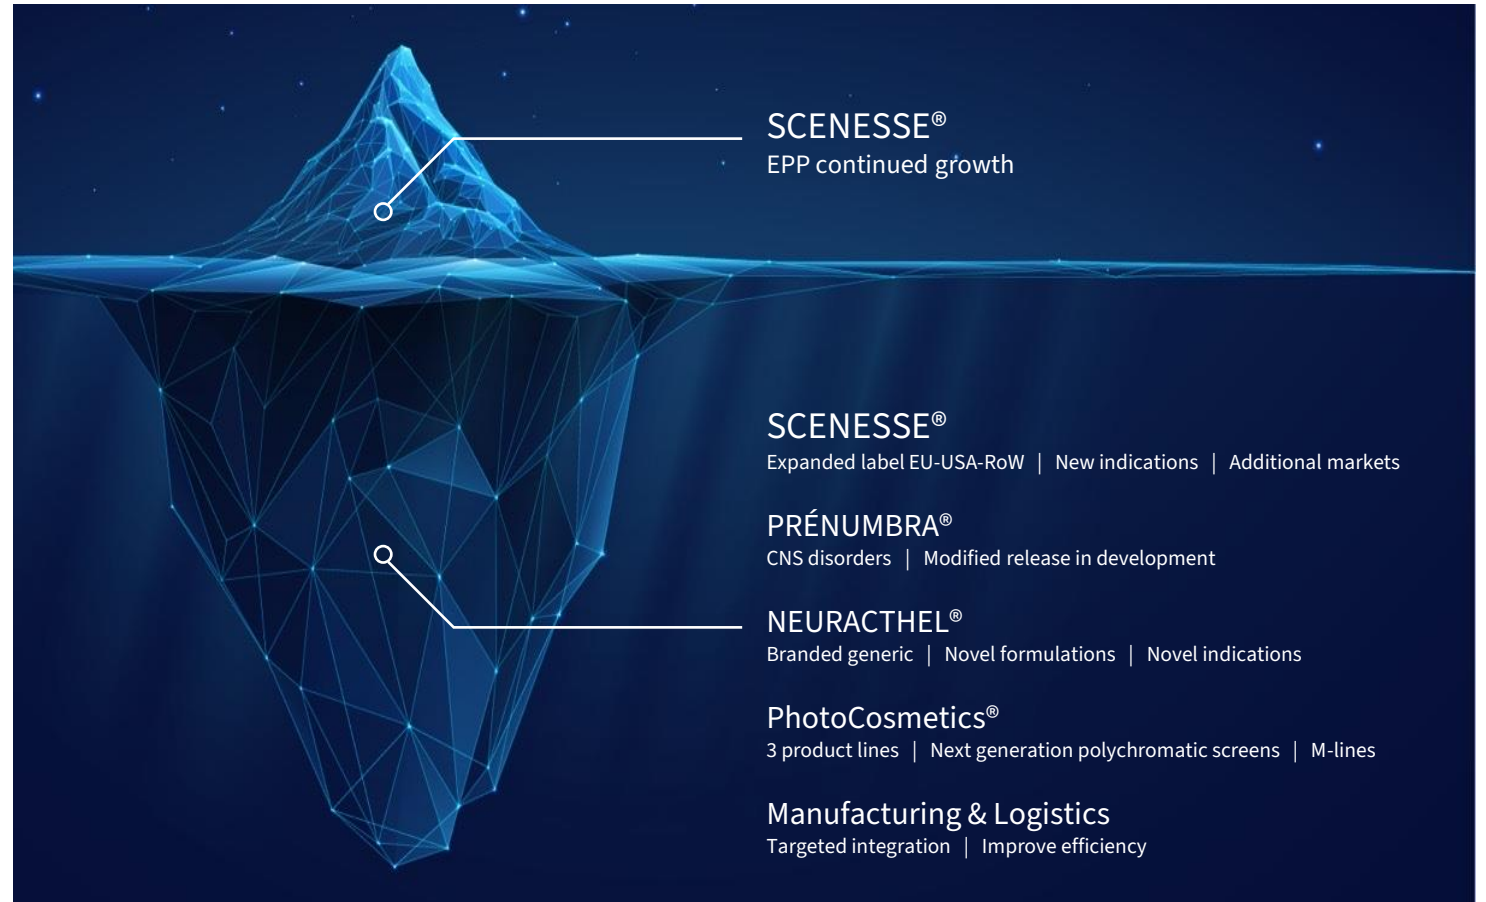 SCENESSE®
EPP continued growth
SCENESSE®
Expanded label EU-USA-RoW | New indications | Additional markets
PRÉNUMBRA®
CNS disorders | Modified release in development
NEURACTHEL®
Branded generic | Novel formulations | Novel indications
PhotoCosmetics®
3 product lines | Next generation polychromatic screens | M-lines
Manufacturing & Logistics
Targeted integration | Improve efficiency